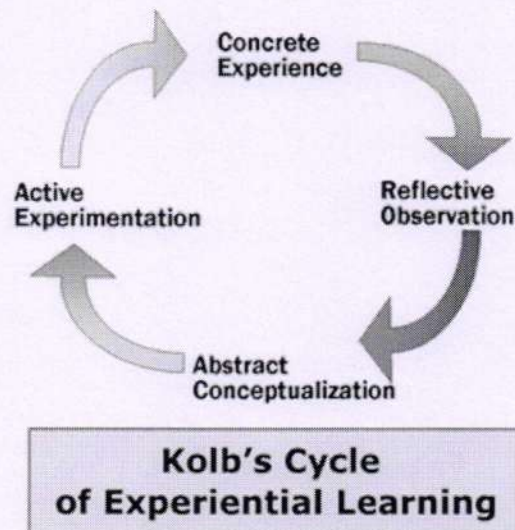 Concrete
Experience
Reflective
Observation
Abstract
Conceptualization
Active
Experimentation
Kolb's Cycle
of Experiential Learning